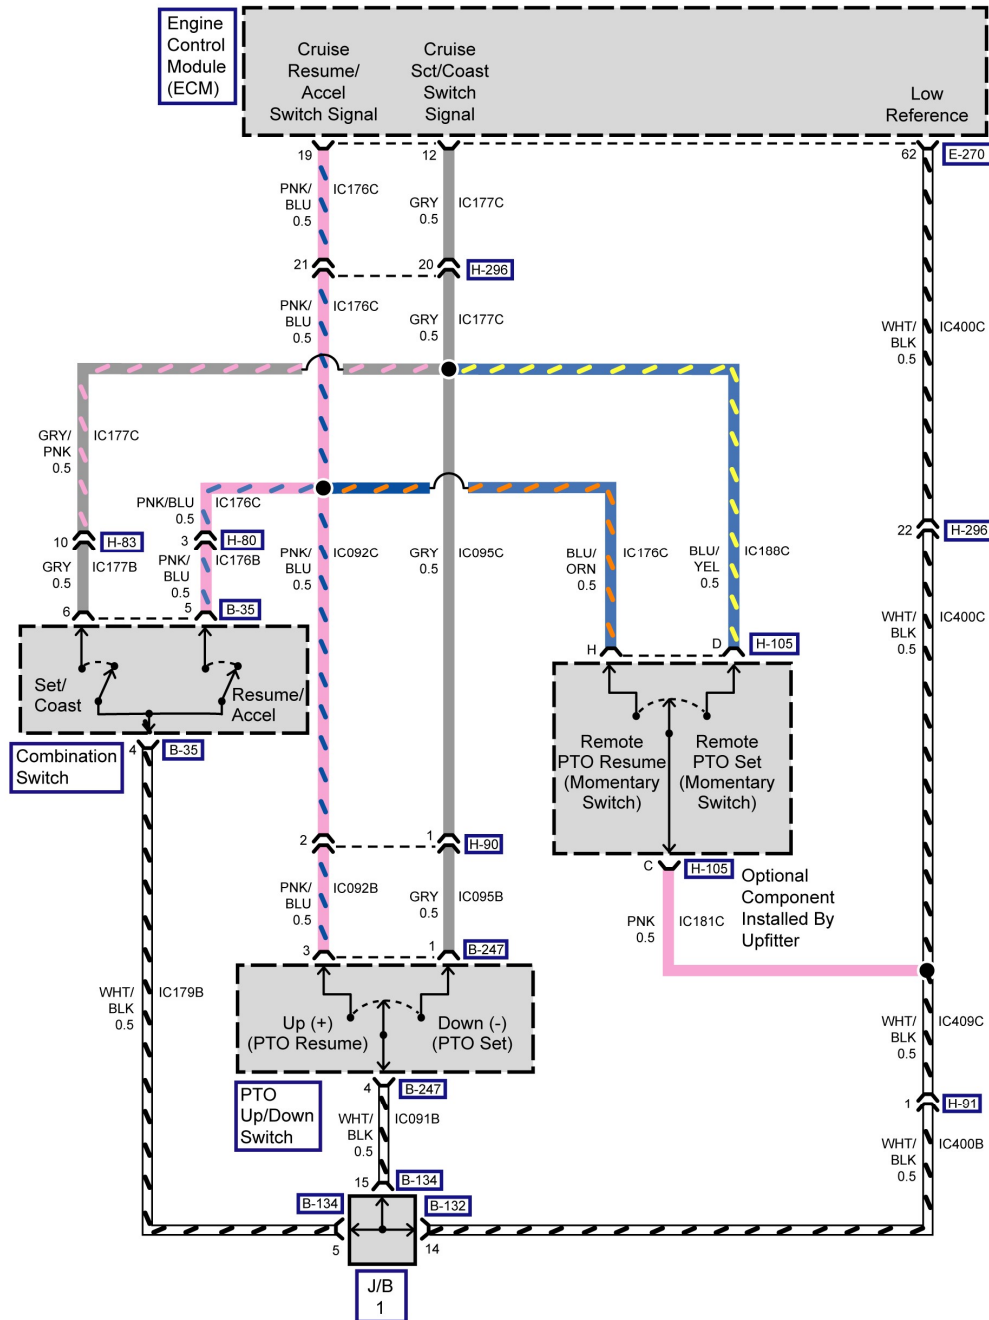 Engine
Control
Module
(ECM)
Cruise
Resume/
Accel
Switch Signal
Cruise
Sct/Coast
Switch
Signal
Low
Reference
19
12
62
E-270
PNK/
BLU
0.5
IC176C
GRY
0.5
IC177C
21
20
H-296
PNK/
BLU
0.5
IC176C
GRY
0.5
IC177C
WHT/
BLK
0.5
IC400C
GRY/
PNK
0.5
IC177C
PNK/BLU
0.5
IC176C
10
H-83
3
H-80
22
H-296
GRY
0.5
IC177B
PNK/
BLU
0.5
IC176B
PNK/
BLU
0.5
IC092C
GRY
0.5
IC095C
BLU/
ORN
0.5
IC176C
BLU/
YEL
0.5
IC188C
6
5
B-35
WHT/
BLK
0.5
IC400C
H
D
H-105
Set/
Coast
Resume/
Accel
4
B-35
Combination
Switch
Remote
PTO Resume
(Momentary
Switch)
Remote
PTO Set
(Momentary
Switch)
2
1
H-90
C
H-105
Optional
Component
Installed By
Upfitter
PNK/
BLU
0.5
IC092B
GRY
0.5
IC095B
PNK
0.5
IC181C
3
1
B-247
WHT/
BLK
0.5
IC179B
Up (+)
(PTO Resume)
Down (-)
(PTO Set)
WHT/
BLK
0.5
IC409C
4
B-247
PTO
Up/Down
Switch
1
H-91
WHT/
BLK
0.5
IC091B
WHT/
BLK
0.5
IC400B
15
B-134
B-134
B-132
5
14
J/B
1